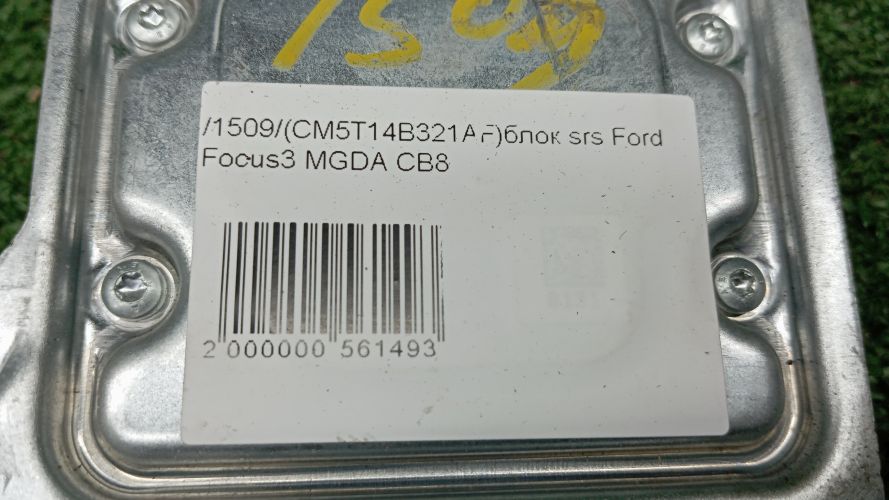 1509
/1509/(CM5T14B321AF)блок srs Ford
Focus3 MGDA CB8
2 000000 561493